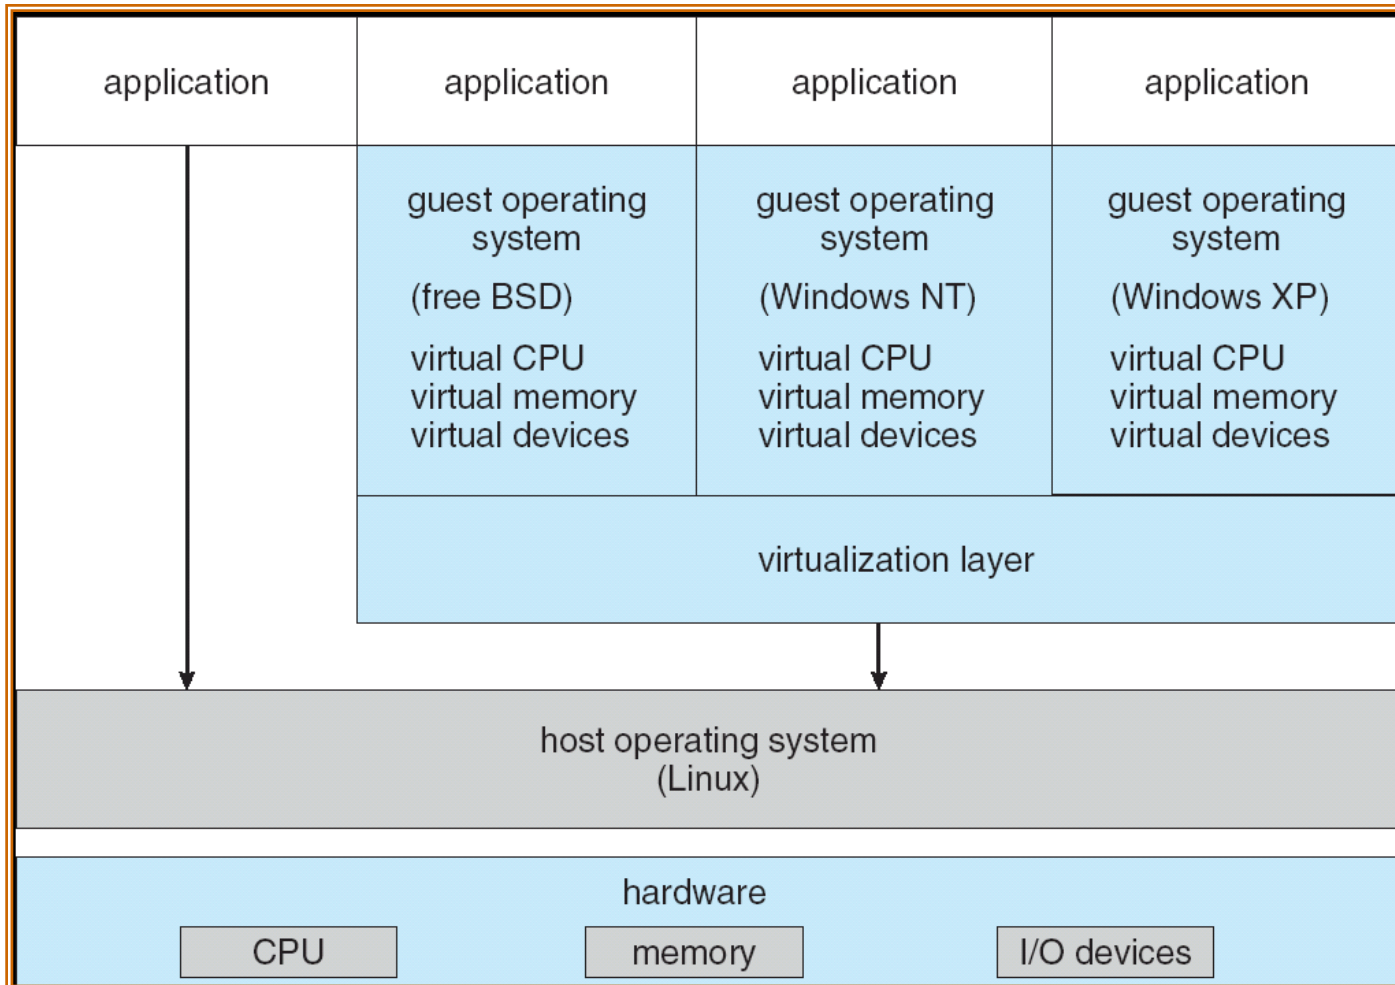 application
application
application
application
guest operating
system
(free BSD)
virtual CPU
virtual memory
virtual devices
guest operating
system
(Windows NT)
virtual CPU
virtual memory
virtual devices
guest operating
system
(Windows XP)
virtual CPU
virtual memory
virtual devices
virtualization layer
host operating system
(Linux)
hardware
CPU
memory
I/O devices